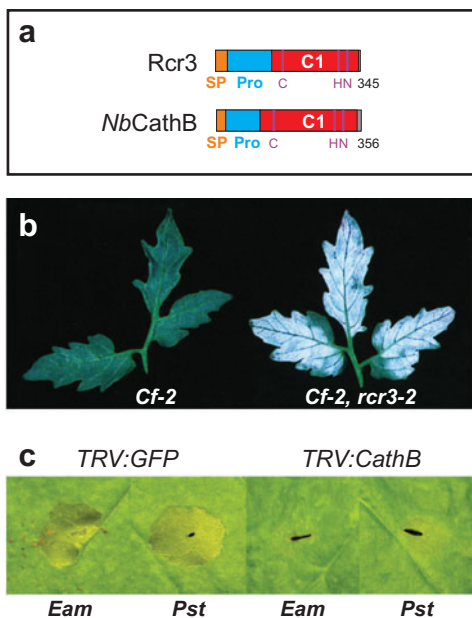 a
Rcr3 C1
SP Pro C HN 345
NbCathB C1
SP Pro C HN 356
b
Cf-2 Cf-2, rcr3-2
c TRV:GFP TRV:CathB
Eam Pst Eam Pst